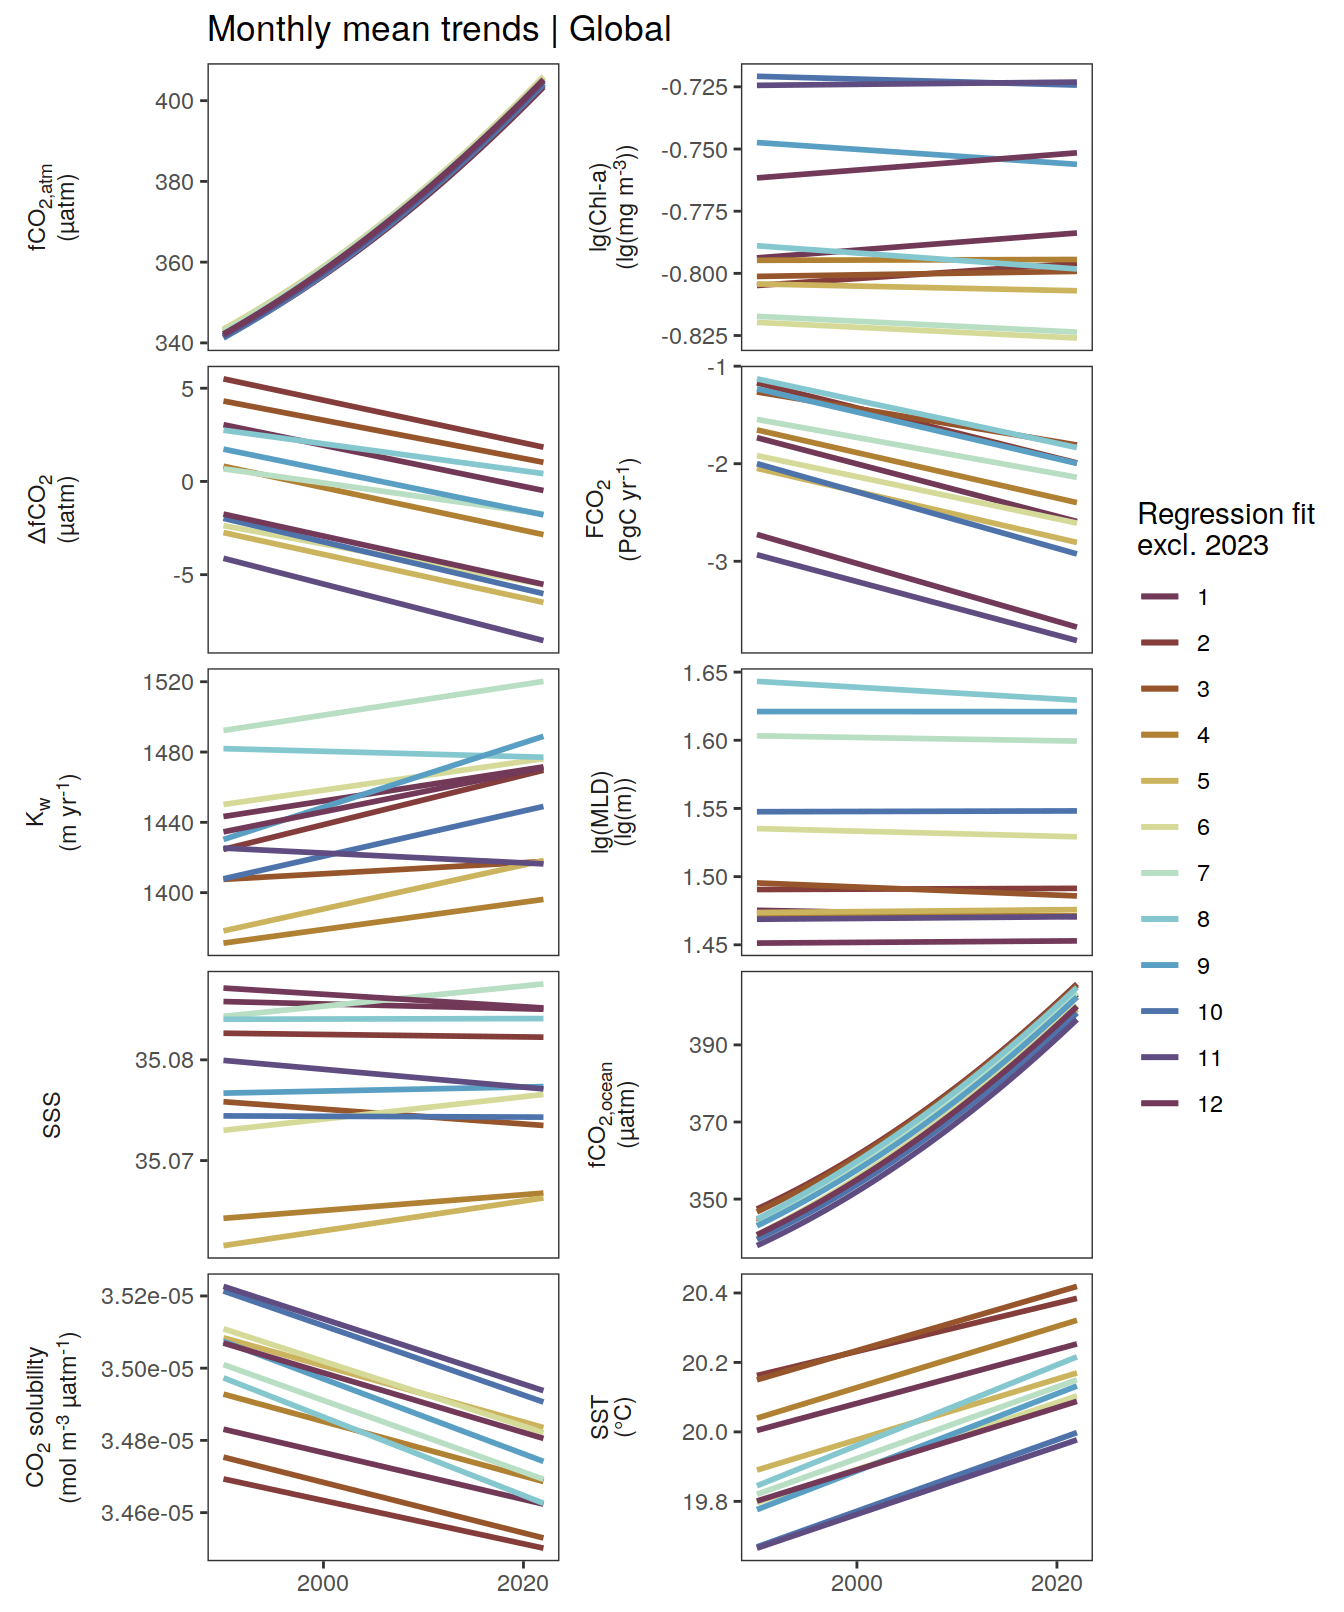 Monthly mean trends | Global
fCO2,atm
(µatm)
400
380
360
340
lg(Chl-a)
(lg(mg m-3))
-0.725
-0.750
-0.775
-0.800
-0.825
ΔfCO2
(µatm)
5
0
-5
FCO2
(PgC yr-1)
-1
-2
-3
Kw
(m yr-1)
1520
1480
1440
1400
lg(MLD)
(lg(m))
1.65
1.60
1.55
1.50
1.45
SSS
35.08
35.07
fCO2,ocean
(µatm)
390
370
350
CO2 solubility
(mol m-3 µatm-1)
3.52e-05
3.50e-05
3.48e-05
3.46e-05
SST
(°C)
20.4
20.2
20.0
19.8
2000 2020
2000 2020
Regression fit
excl. 2023
1
2
3
4
5
6
7
8
9
10
11
12